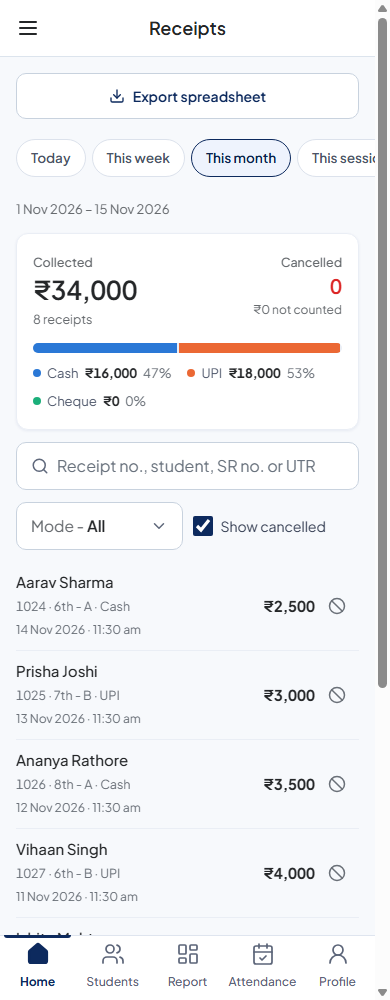 Receipts
Export spreadsheet
Today
This week
This month
This sessic
1 Nov 2026 – 15 Nov 2026
Collected
Cancelled
₹34,000
0
8 receipts
₹0 not counted
Cash ₹16,000 47% UPI ₹18,000 53%
Cheque ₹0 0%
Receipt no., student, SR no. or UTR
Mode - All
Show cancelled
Aarav Sharma
1024 · 6th - A · Cash
₹2,500
14 Nov 2026 · 11:30 am
Prisha Joshi
1025 · 7th - B · UPI
₹3,000
13 Nov 2026 · 11:30 am
Ananya Rathore
1026 · 8th - A · Cash
₹3,500
12 Nov 2026 · 11:30 am
Vihaan Singh
1027 · 6th - B · UPI
₹4,000
11 Nov 2026 · 11:30 am
Home
Students
Report
Attendance
Profile